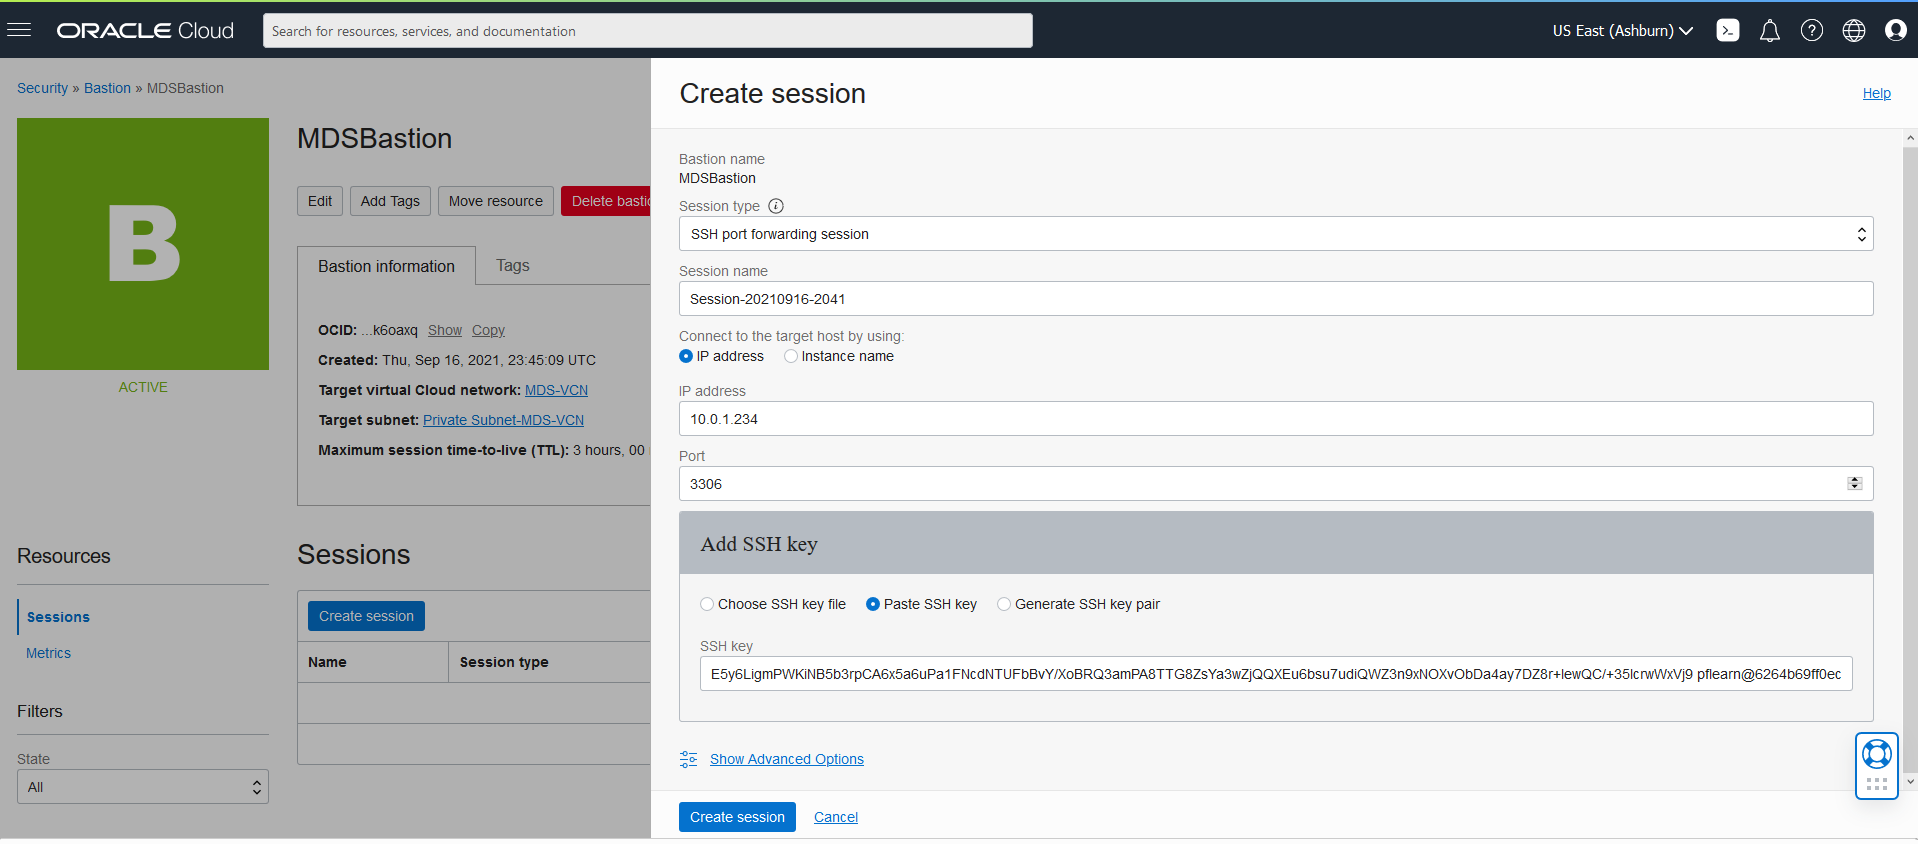 ORACLE Cloud
Search for resources, services, and documentation
US East (Ashburn)
Security » Bastion » MDSBastion
B
ACTIVE
MDSBastion
Edit
Add Tags
Move resource
Delete bastio
Bastion information
Tags
OCID: ...k6oaxq Show Copy
Created: Thu, Sep 16, 2021, 23:45:09 UTC
Target virtual Cloud network: MDS-VCN
Target subnet: Private Subnet-MDS-VCN
Maximum session time-to-live (TTL): 3 hours, 00
Resources
Sessions
Metrics
Filters
State
All
Sessions
Create session
Name
Session type
Create session
Help
Bastion name
MDSBastion
Session type
SSH port forwarding session
Session name
Session-20210916-2041
Connect to the target host by using:
IP address
Instance name
IP address
10.0.1.234
Port
3306
Add SSH key
Choose SSH key file
Paste SSH key
Generate SSH key pair
SSH key
E5y6LigmPWKiNB5b3rpCA6x5a6uPa1FNcdNTUFbBvY/XoBRQ3amPA8TTG8ZsYa3wZjQQXEu6bsu7udiQWZ3n9xNOXvObDa4ay7DZ8r+IewQC/+35lcrwWxVj9 pflearn@6264b69ff0ec
Show Advanced Options
Create session
Cancel